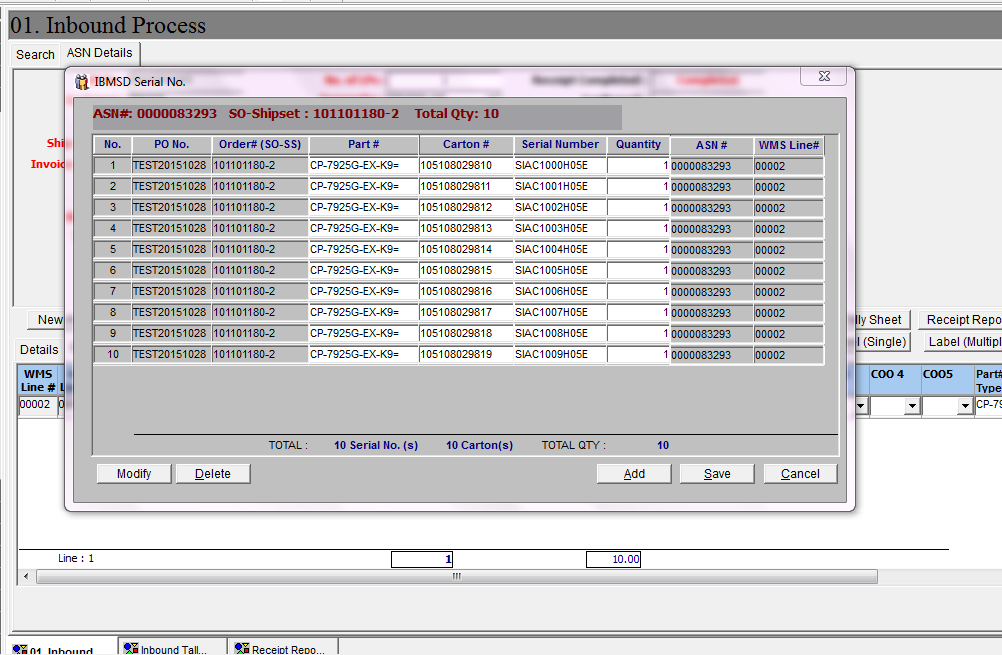 01. Inbound Process
Search ASN Details
IBMSD Serial No.
ASN#: 0000083293 SO-Shipset : 101101180-2 Total Qty: 10
No. PO No. Order# (SO-SS) Part # Carton # Serial Number Quantity ASN # WMS Line#
1 TEST20151028 101101180-2 CP-7925G-EX-K9= 105108029810 SIAC1000H05E 1 0000083293 00002
2 TEST20151028 101101180-2 CP-7925G-EX-K9= 105108029811 SIAC1001H05E 1 0000083293 00002
3 TEST20151028 101101180-2 CP-7925G-EX-K9= 105108029812 SIAC1002H05E 1 0000083293 00002
4 TEST20151028 101101180-2 CP-7925G-EX-K9= 105108029813 SIAC1003H05E 1 0000083293 00002
5 TEST20151028 101101180-2 CP-7925G-EX-K9= 105108029814 SIAC1004H05E 1 0000083293 00002
6 TEST20151028 101101180-2 CP-7925G-EX-K9= 105108029815 SIAC1005H05E 1 0000083293 00002
7 TEST20151028 101101180-2 CP-7925G-EX-K9= 105108029816 SIAC1006H05E 1 0000083293 00002
8 TEST20151028 101101180-2 CP-7925G-EX-K9= 105108029817 SIAC1007H05E 1 0000083293 00002
9 TEST20151028 101101180-2 CP-7925G-EX-K9= 105108029818 SIAC1008H05E 1 0000083293 00002
10 TEST20151028 101101180-2 CP-7925G-EX-K9= 105108029819 SIAC1009H05E 1 0000083293 00002
TOTAL : 10 Serial No. (s) 10 Carton(s) TOTAL QTY : 10
Modify Delete Add Save Cancel
Shi
Invoic
New lly Sheet Receipt Repo
l (Single) Label (Multipl
Details
WMS
Line # L COO 4 COO5 Part#
Type
00002 0 CP-79
Line : 1 1 10.00
01. Inbound Inbound Tall... Receipt Repo...